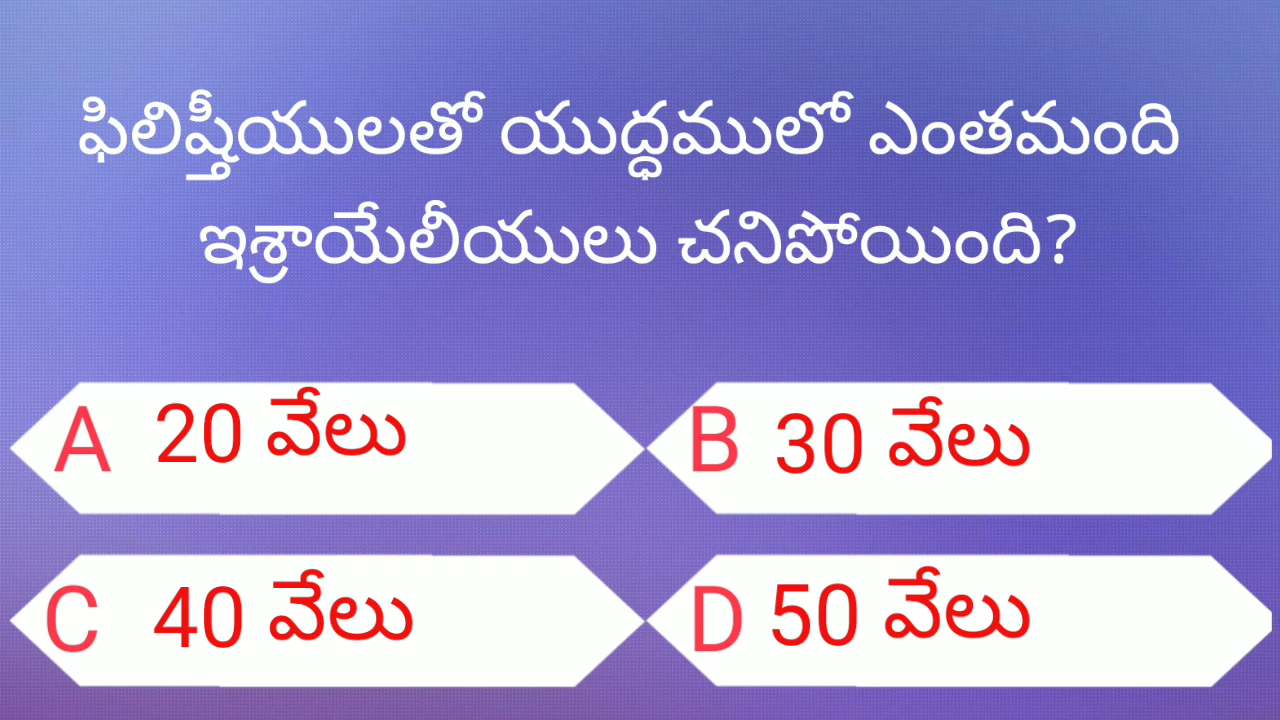 ఫిలిష్తీయులతో యుద్ధములో ఎంతమంది
ఇశ్రాయేలీయులు చనిపోయింది?
A 20 వేలు
B 30 వేలు
C 40 వేలు
D 50 వేలు